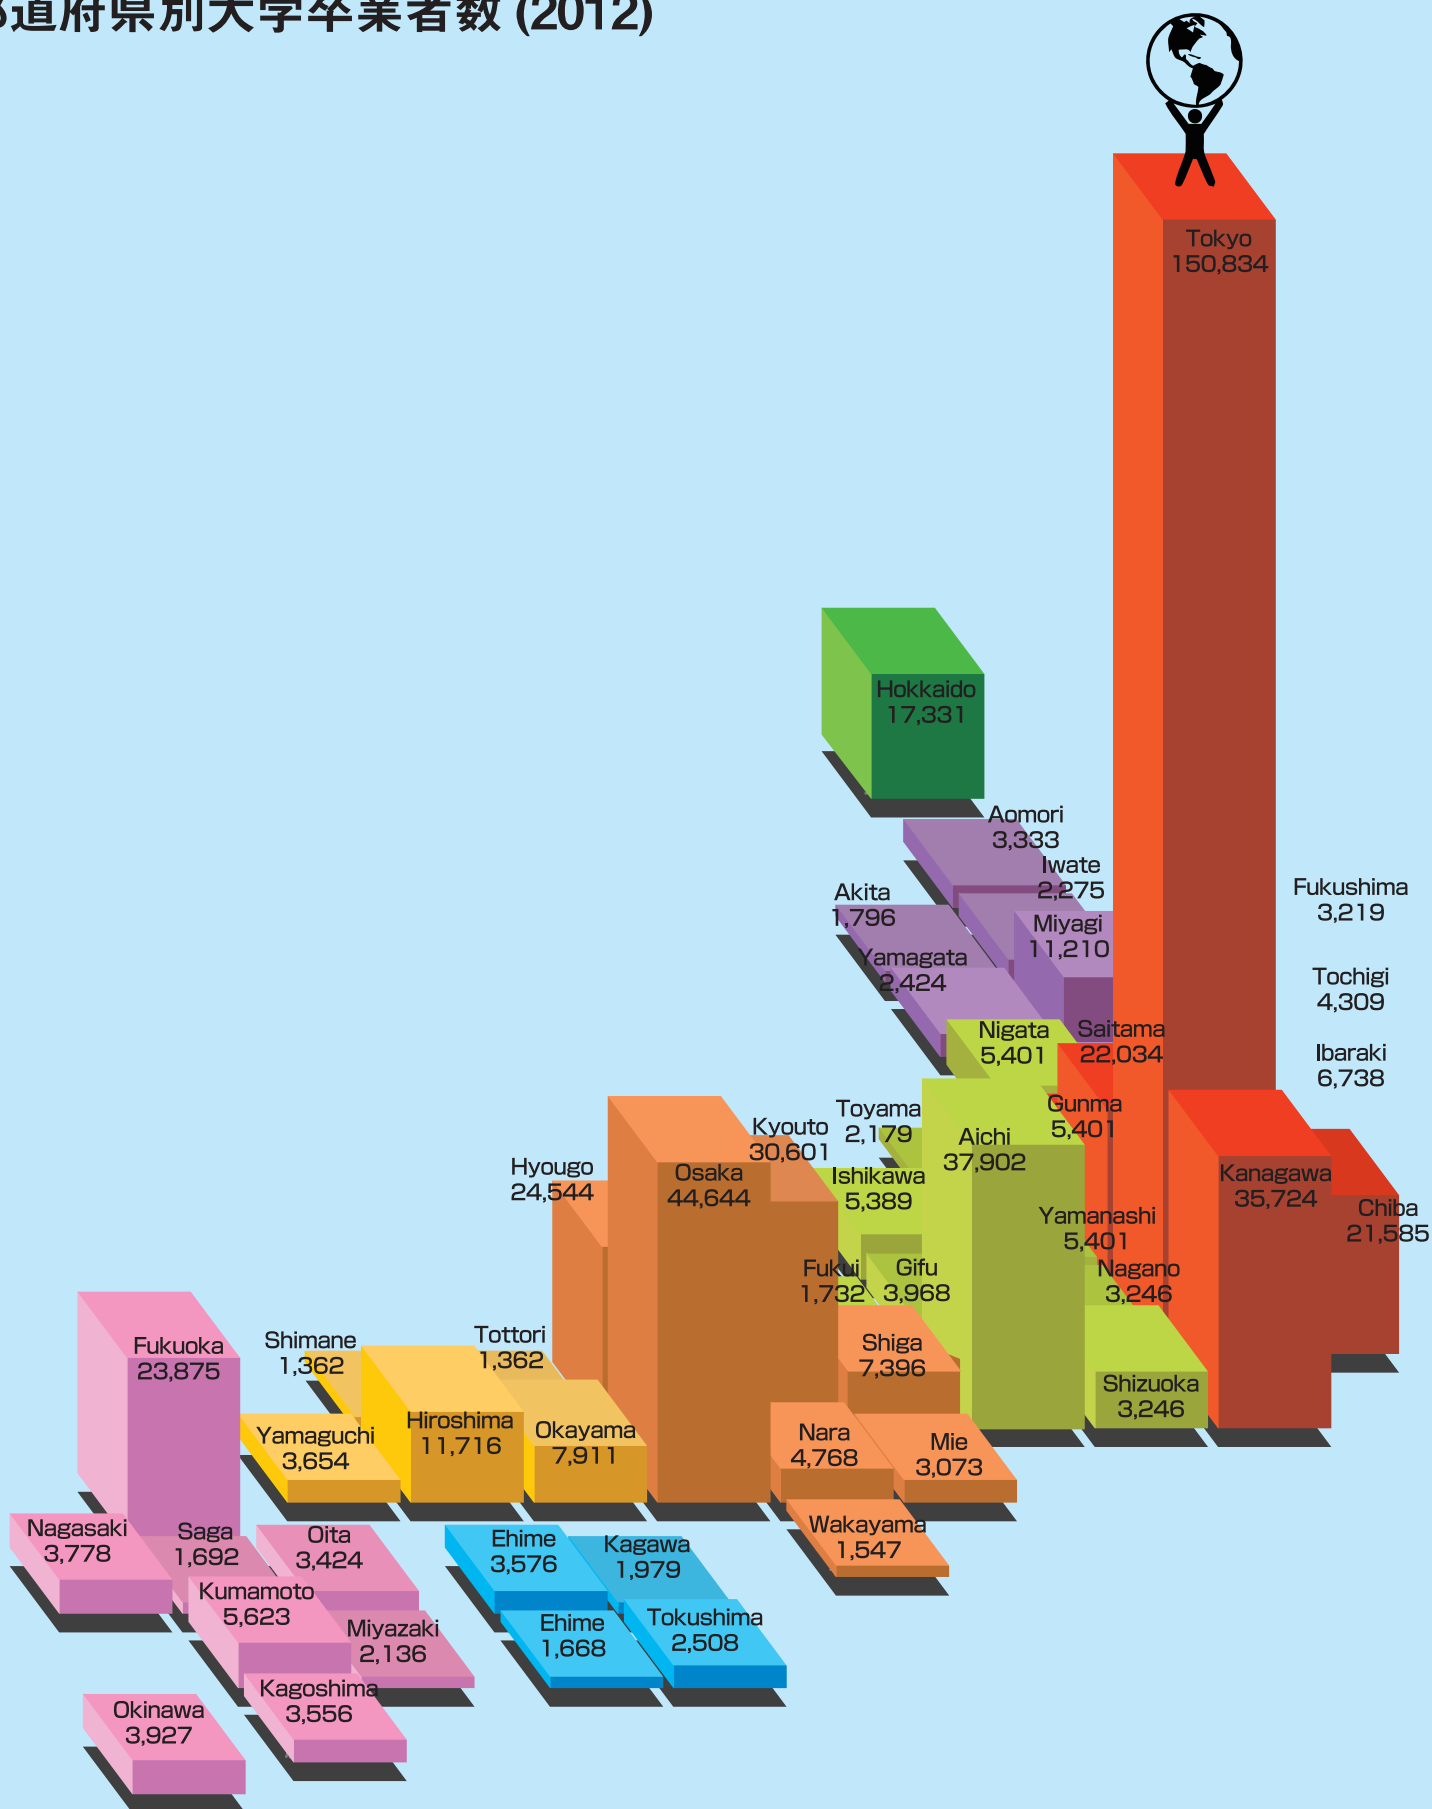 道府県別大学卒業者数 (2012)
Tokyo
150,834
Hokkaido
17,331
Aomori
3,333
Iwate
2,275
Akita
1,796
Miyagi
11,210
Fukushima
3,219
Yamagata
2,424
Tochigi
4,309
Nigata
5,401
Saitama
22,034
Ibaraki
6,738
Gunma
5,401
Toyama
2,179
Kyouto
30,601
Aichi
37,902
Hyougo
24,544
Osaka
44,644
Ishikawa
5,389
Kanagawa
35,724
Chiba
21,585
Yamanashi
5,401
Fukui
1,732
Gifu
3,968
Nagano
3,246
Fukuoka
23,875
Shimane
1,362
Tottori
1,362
Shiga
7,396
Shizuoka
3,246
Yamaguchi
3,654
Hiroshima
11,716
Okayama
7,911
Nara
4,768
Mie
3,073
Nagasaki
3,778
Saga
1,692
Oita
3,424
Ehime
3,576
Kagawa
1,979
Wakayama
1,547
Kumamoto
5,623
Miyazaki
2,136
Ehime
1,668
Tokushima
2,508
Kagoshima
3,556
Okinawa
3,927